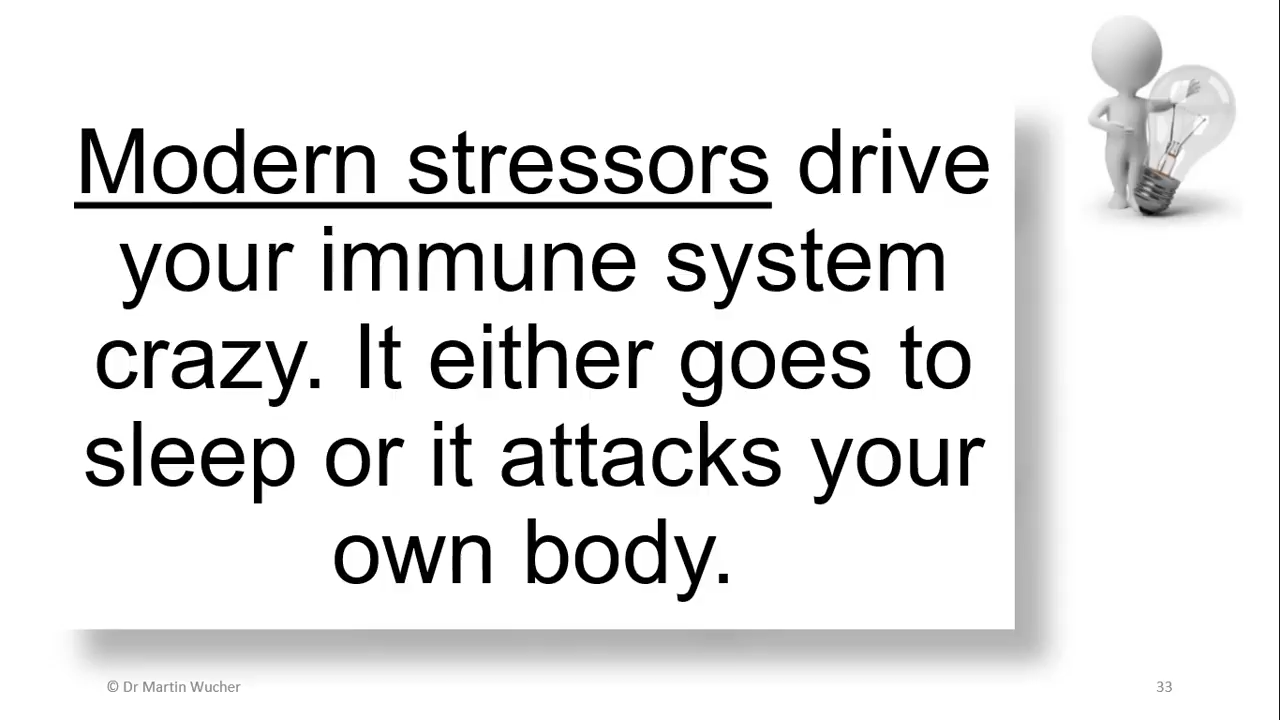 Modern stressors drive
your immune system
crazy. It either goes to
sleep or it attacks your
own body.
© Dr Martin Wucher
33